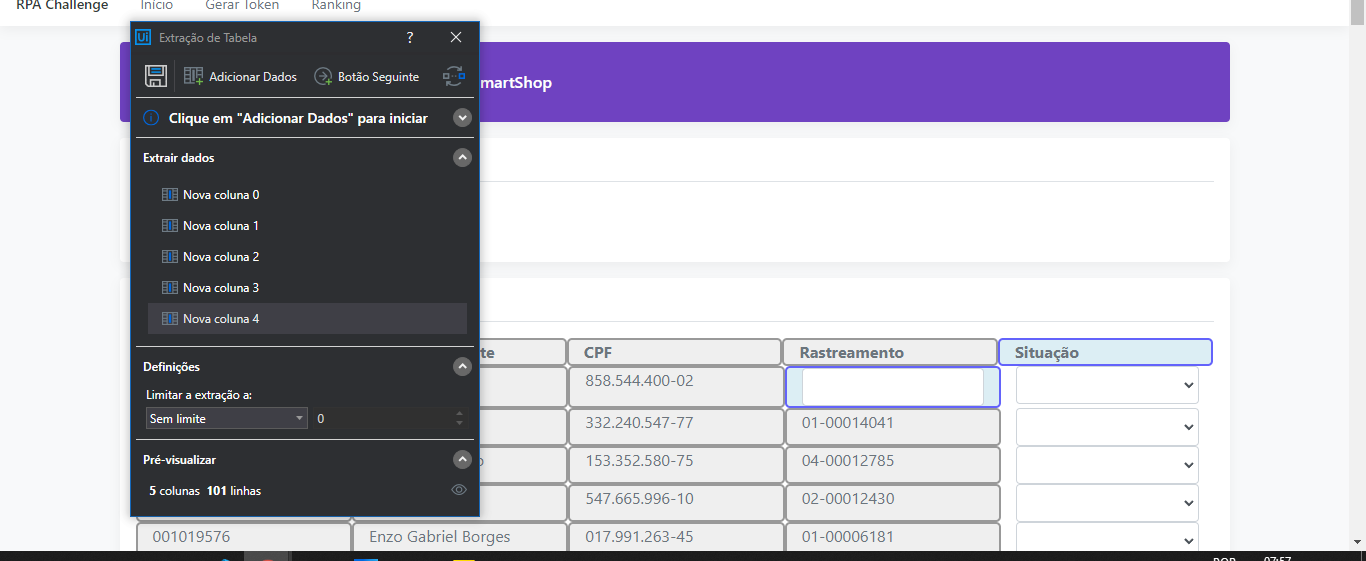 RPA Challenge Início Gerar Token Ranking
Ui Extração de Tabela ?
Adicionar Dados Botão Seguinte
martShop
Clique em "Adicionar Dados" para iniciar
Extrair dados
Nova coluna 0
Nova coluna 1
Nova coluna 2
Nova coluna 3
Nova coluna 4
Definições
Limitar a extração a:
Sem limite 0
Pré-visualizar
5 colunas 101 linhas
te CPF Rastreamento Situação
858.544.400-02
332.240.547-77 01-00014041
153.352.580-75 04-00012785
547.665.996-10 02-00012430
001019576 Enzo Gabriel Borges 017.991.263-45 01-00006181